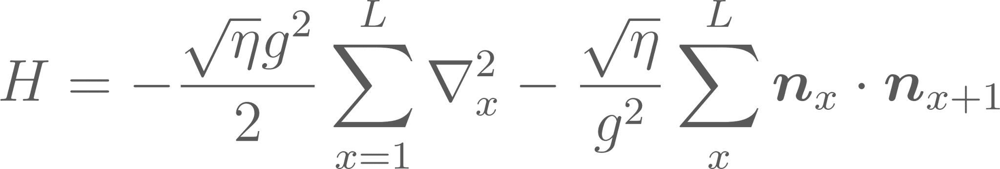 $H = -\frac{\sqrt{\eta}g^2}{2} \sum_{x=1}^{L} \nabla_x^2 - \frac{\sqrt{\eta}}{g^2} \sum_{x}^{L} \boldsymbol{n}_x \cdot \boldsymbol{n}_{x+1}$